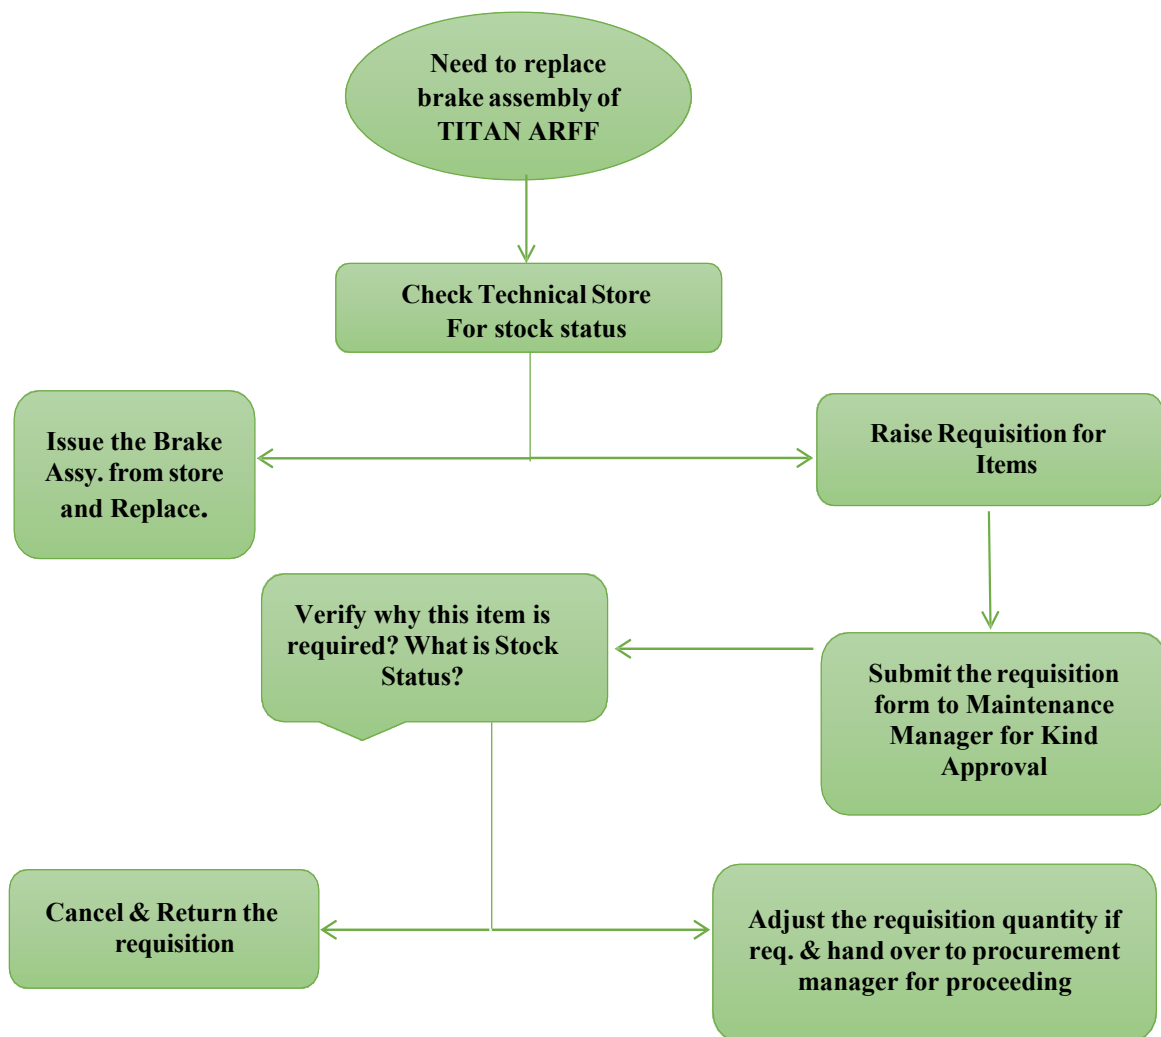 Need to replace
brake assembly of
TITAN ARFF
Check Technical Store
For stock status
Issue the Brake
Assy. from store
and Replace.
Raise Requisition for
Items
Verify why this item is
required? What is Stock
Status?
Submit the requisition
form to Maintenance
Manager for Kind
Approval
Cancel & Return the
requisition
Adjust the requisition quantity if
req. & hand over to procurement
manager for proceeding